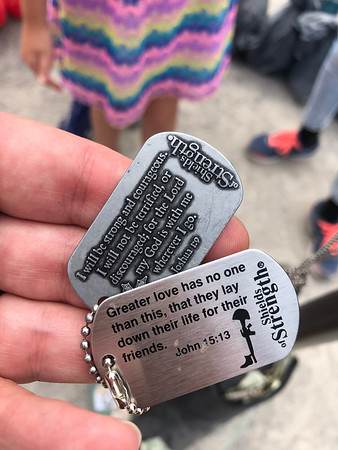 Shields
of Strength®
I will be strong and courageous.
I will not be terrified, or
discouraged; for the Lord
my God is with me
wherever I go.
Joshua 1:9
Greater love has no one
than this, that they lay
down their life for their
friends. John 15:13
Shields
of Strength®